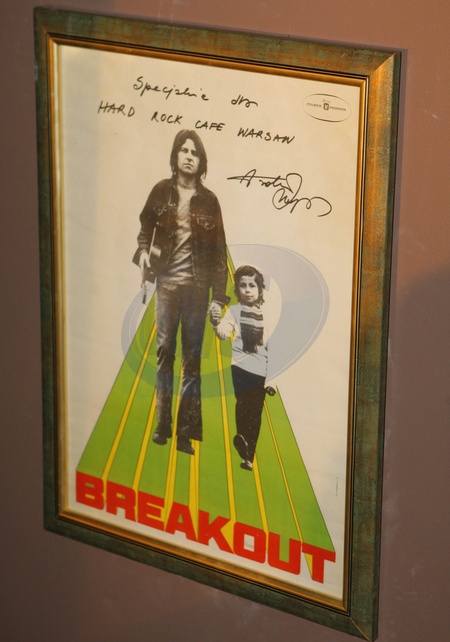 Specjalnie dla
HARD ROCK CAFE WARSAW
BREAKOUT